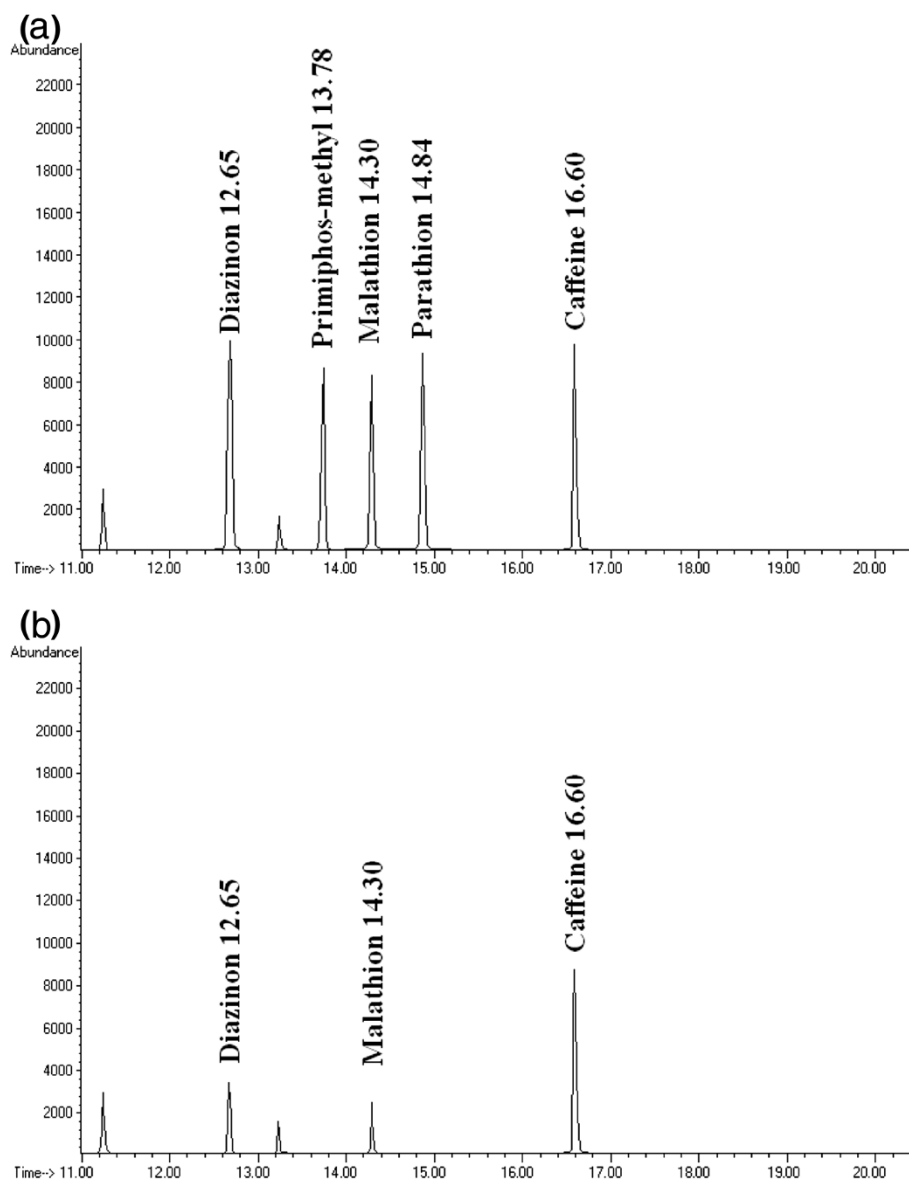 (a)
Abundance
22000
20000
18000
16000
14000
12000
10000
8000
6000
4000
2000
Diazinon 12.65
Primiphos-methyl 13.78
Malathion 14.30
Parathion 14.84
Caffeine 16.60
Time--> 11.00 12.00 13.00 14.00 15.00 16.00 17.00 18.00 19.00 20.00
(b)
Abundance
22000
20000
18000
16000
14000
12000
10000
8000
6000
4000
2000
Diazinon 12.65
Malathion 14.30
Caffeine 16.60
Time--> 11.00 12.00 13.00 14.00 15.00 16.00 17.00 18.00 19.00 20.00